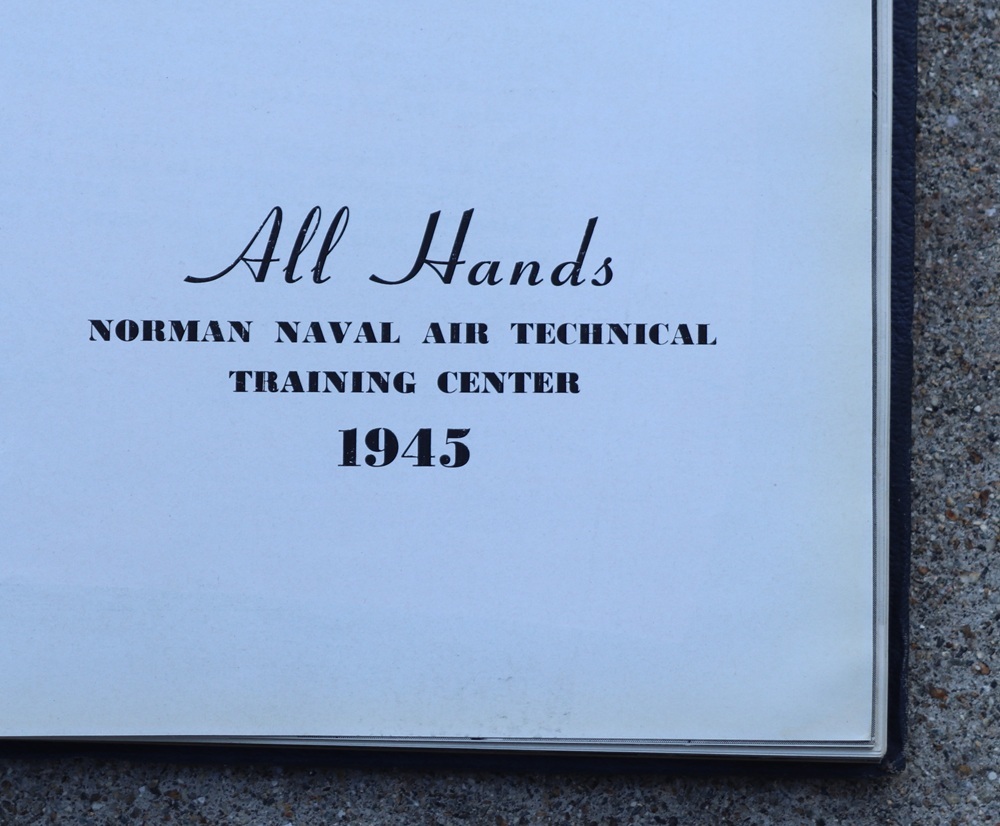 All Hands
NORMAN NAVAL AIR TECHNICAL
TRAINING CENTER
1945